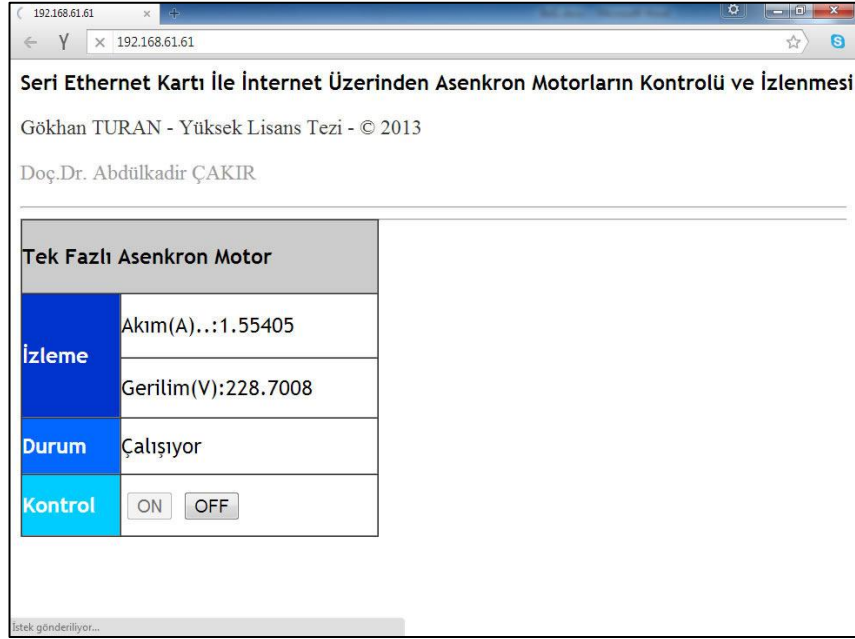 192.168.61.61
192.168.61.61
Seri Ethernet Kartı İle İnternet Üzerinden Asenkron Motorların Kontrolü ve İzlenmesi
Gökhan TURAN - Yüksek Lisans Tezi - © 2013
Doç.Dr. Abdülkadir ÇAKIR
Tek Fazlı Asenkron Motor
İzleme
Akım(A)..:1.55405
Gerilim(V):228.7008
Durum
Çalışıyor
Kontrol
ON OFF
İstek gönderiliyor...